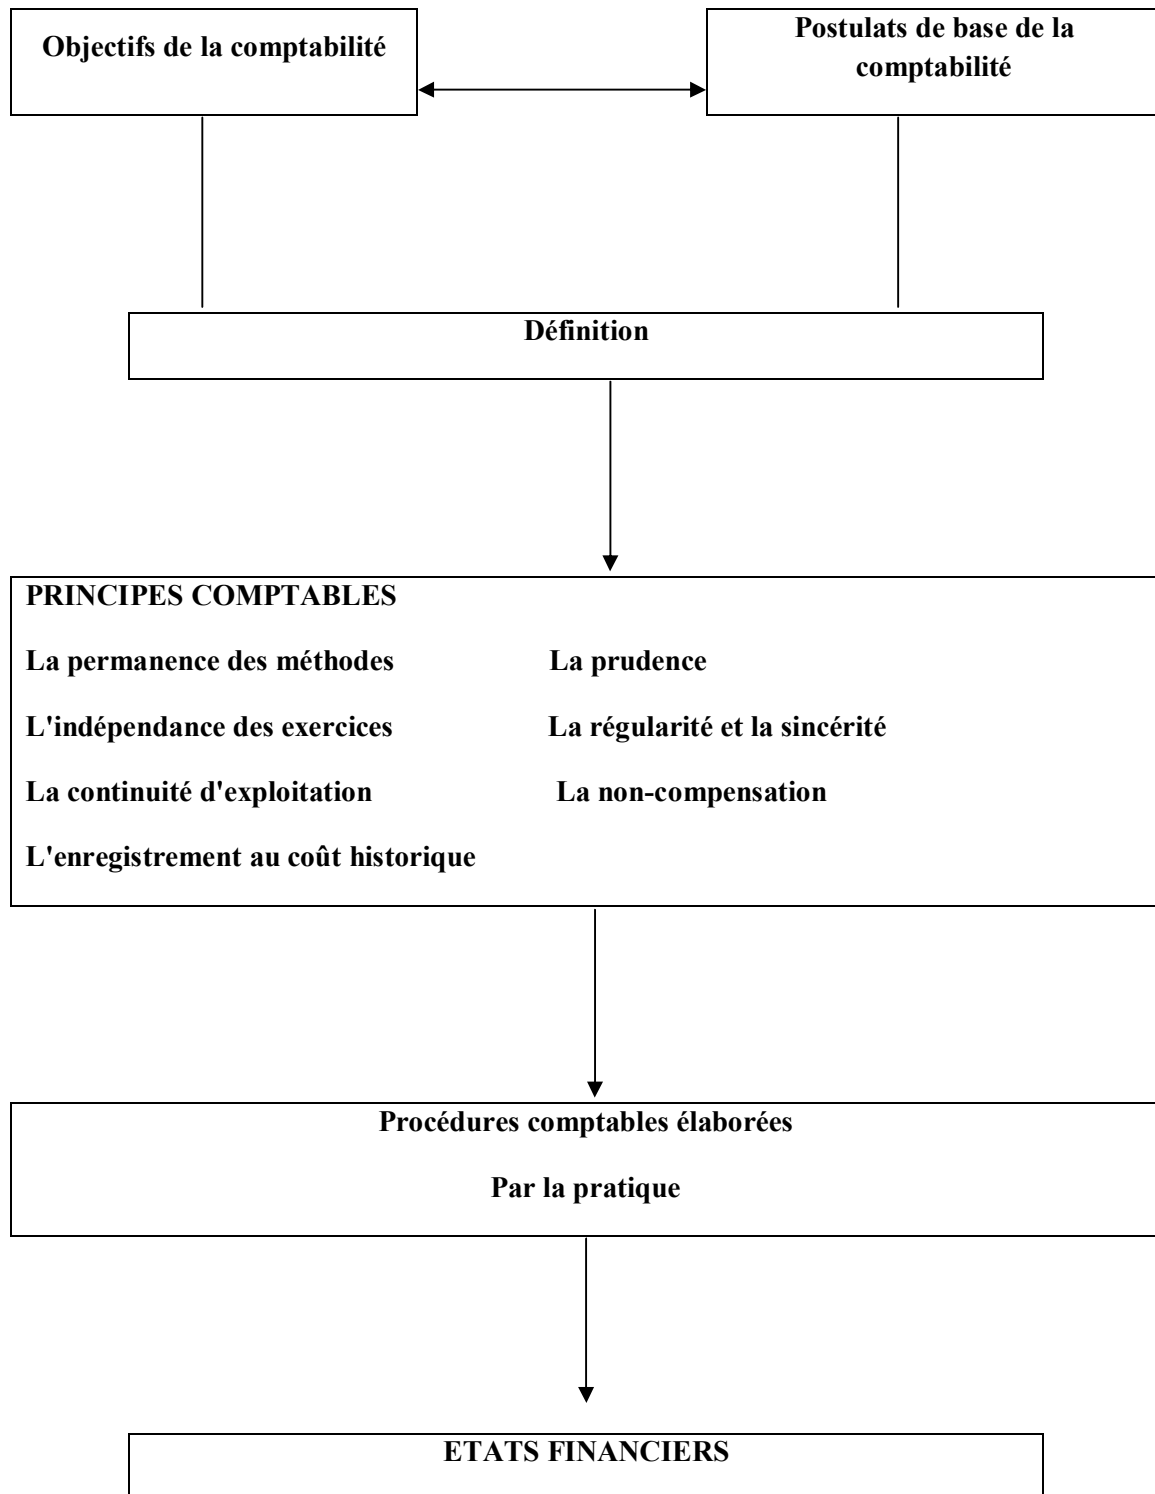 Objectifs de la comptabilité
Postulats de base de la
comptabilité
Définition
PRINCIPES COMPTABLES
La permanence des méthodes La prudence
L'indépendance des exercices La régularité et la sincérité
La continuité d'exploitation La non-compensation
L'enregistrement au coût historique
Procédures comptables élaborées
Par la pratique
ETATS FINANCIERS